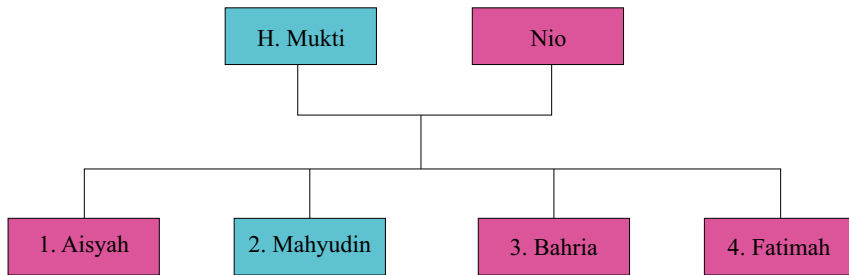 H. Mukti
Nio
1. Aisyah
2. Mahyudin
3. Bahria
4. Fatimah